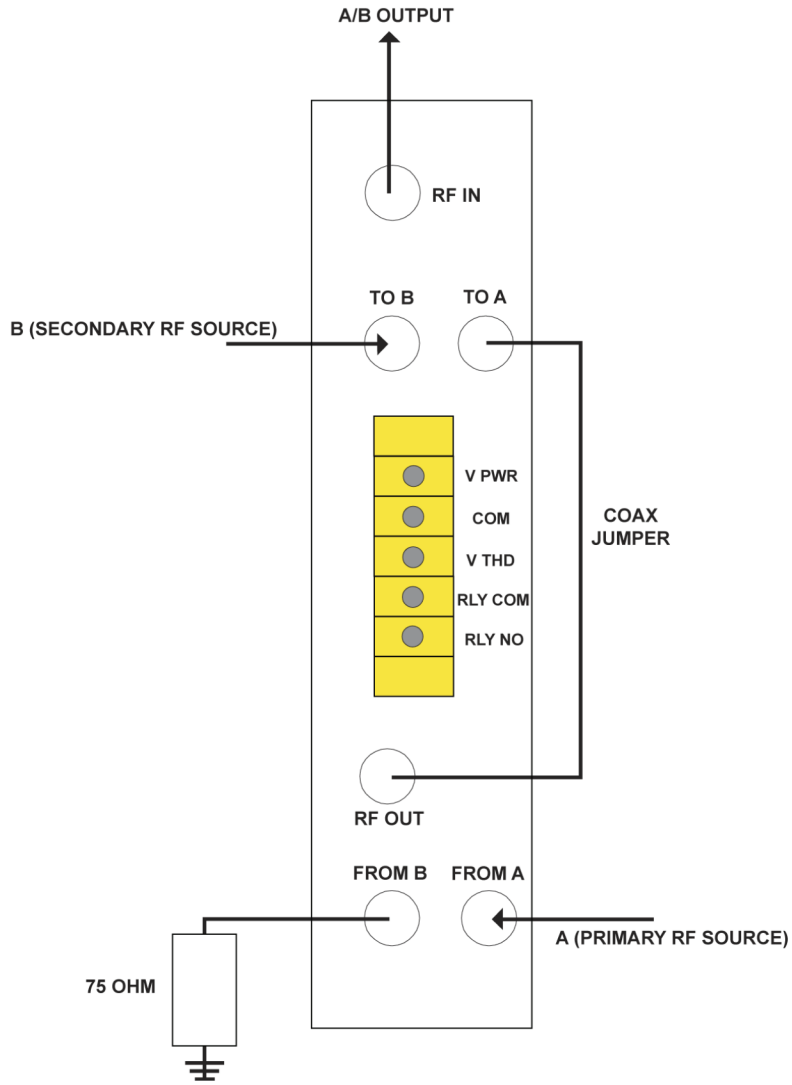 A/B OUTPUT
RF IN
TO B
TO A
B (SECONDARY RF SOURCE)
V PWR
COM
V THD
RLY COM
RLY NO
COAX
JUMPER
RF OUT
FROM B
FROM A
A (PRIMARY RF SOURCE)
75 OHM